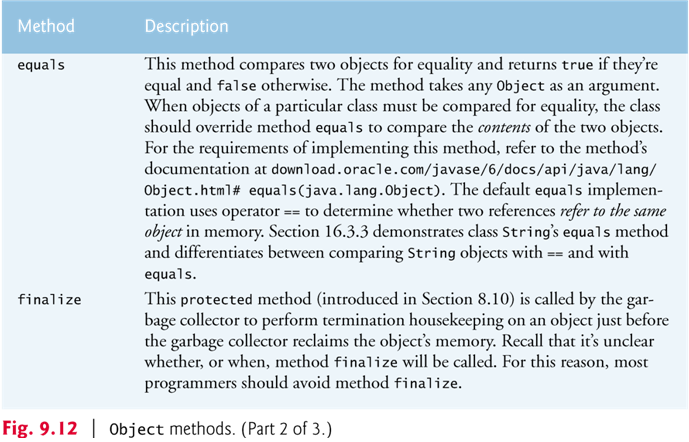 Method Description
equals This method compares two objects for equality and returns true if they're
equal and false otherwise. The method takes any Object as an argument.
When objects of a particular class must be compared for equality, the class
should override method equals to compare the contents of the two objects.
For the requirements of implementing this method, refer to the method's
documentation at download.oracle.com/javase/6/docs/api/java/lang/
Object.html# equals(java.lang.Object). The default equals implemen-
tation uses operator == to determine whether two references refer to the same
object in memory. Section 16.3.3 demonstrates class String's equals method
and differentiates between comparing String objects with == and with
equals.
finalize This protected method (introduced in Section 8.10) is called by the gar-
bage collector to perform termination housekeeping on an object just before
the garbage collector reclaims the object's memory. Recall that it's unclear
whether, or when, method finalize will be called. For this reason, most
programmers should avoid method finalize.
Fig. 9.12 | Object methods. (Part 2 of 3.)